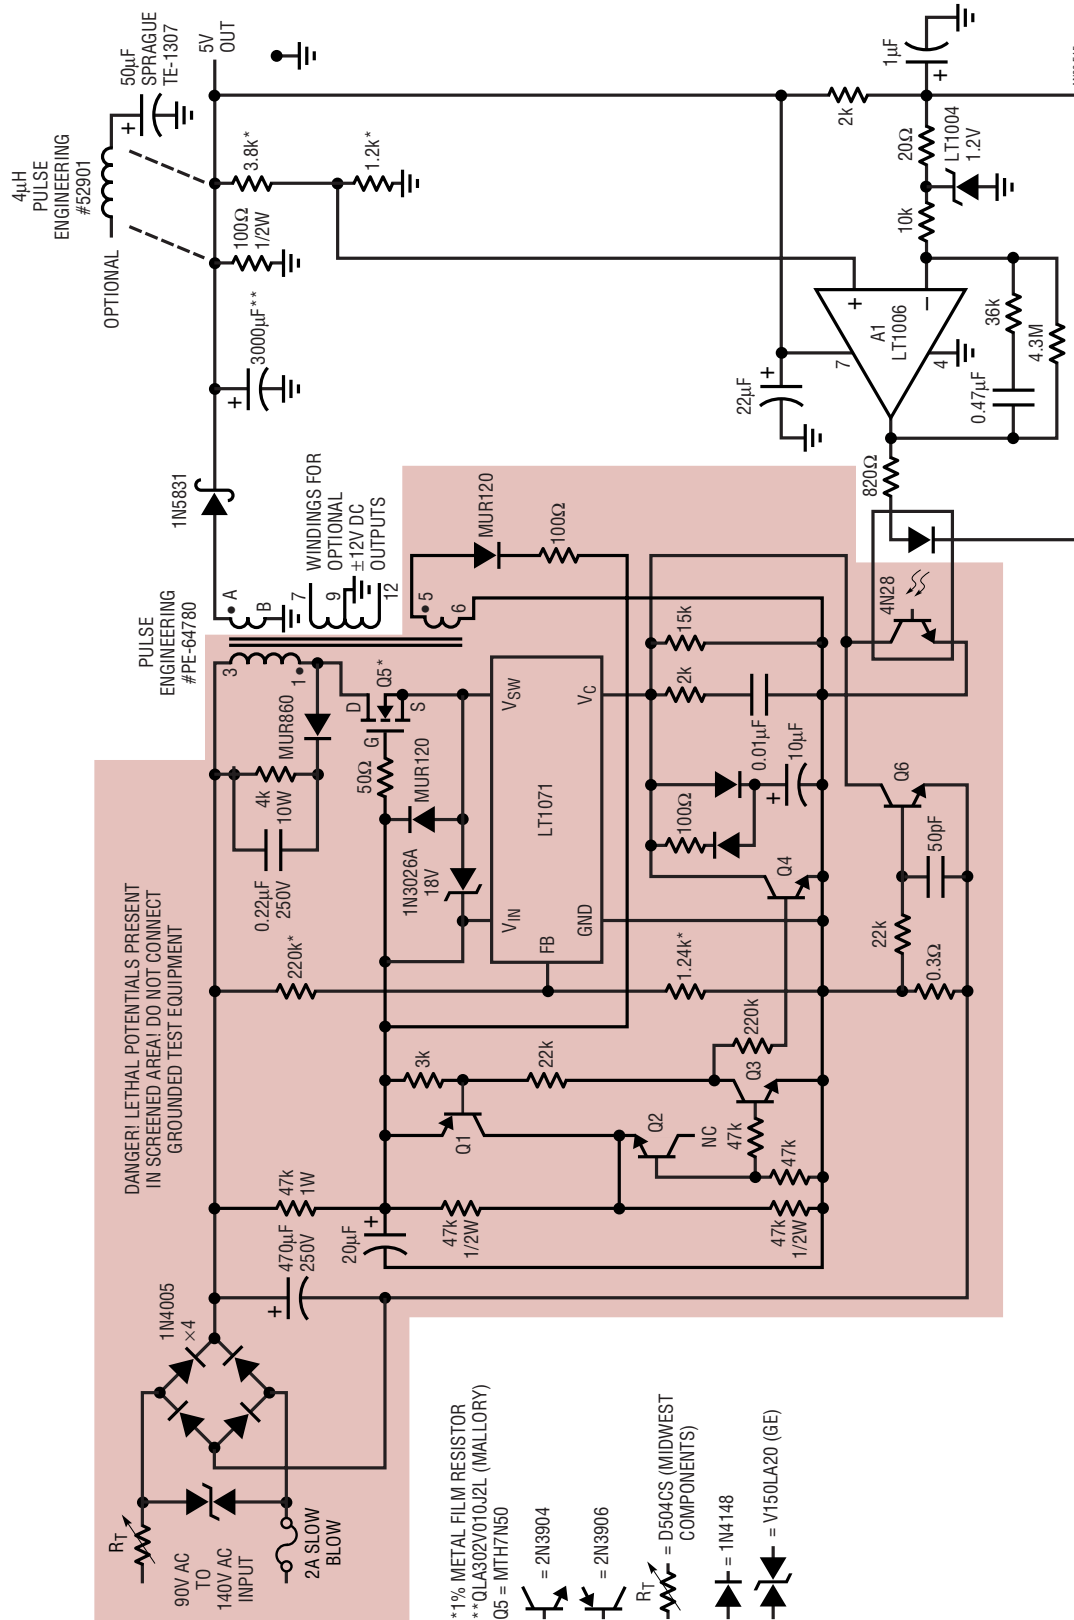 90V AC
TO
140V AC
INPUT
RT
2A SLOW
BLOW
1N4005
×4
470µF
250V
+
DANGER! LETHAL POTENTIALS PRESENT
IN SCREENED AREA! DO NOT CONNECT
GROUNDED TEST EQUIPMENT
47k
1W
20µF
+
47k
1/2W
47k
1/2W
Q1
3k
22k
Q2
NC
47k
47k
Q3
220k
220k*
1.24k*
0.22µF
250V
4k
10W
MUR860
1N3026A
18V
MUR120
50Ω
G
D
S
Q5*
VIN
VSW
LT1071
FB
GND
VC
100Ω
Q4
+
10µF
0.01µF
2k
15k
22k
0.3Ω
50pF
Q6
4N28
3
1
PULSE
ENGINEERING
#PE-64780
A
B
7
9
12
WINDINGS FOR
OPTIONAL
±12V DC
OUTPUTS
5
6
MUR120
100Ω
1N5831
+
3000µF**
100Ω
1/2W
3.8k*
1.2k*
OPTIONAL
4µH
PULSE
ENGINEERING
#52901
+
50µF
SPRAGUE
TE-1307
5V
OUT
820Ω
22µF
+
7
4
A1
LT1006
+
−
0.47µF
36k
4.3M
10k
20Ω
LT1004
1.2V
2k
1µF
+
*1% METAL FILM RESISTOR
**QLA302V010J2L (MALLORY)
Q5 = MTH7N50
= 2N3904
= 2N3906
RT = D504CS (MIDWEST
COMPONENTS)
= 1N4148
= V150LA20 (GE)